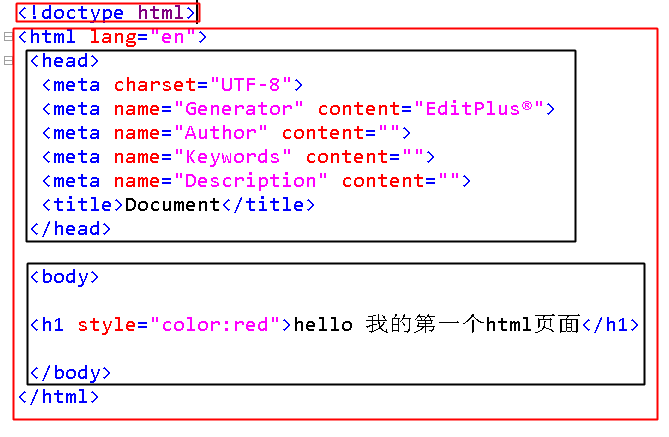 <!doctype html>
<html lang="en">
<head>
<meta charset="UTF-8">
<meta name="Generator" content="EditPlus®">
<meta name="Author" content="">
<meta name="Keywords" content="">
<meta name="Description" content="">
<title>Document</title>
</head>
<body>
<h1 style="color:red">hello 我的第一个html页面</h1>
</body>
</html>